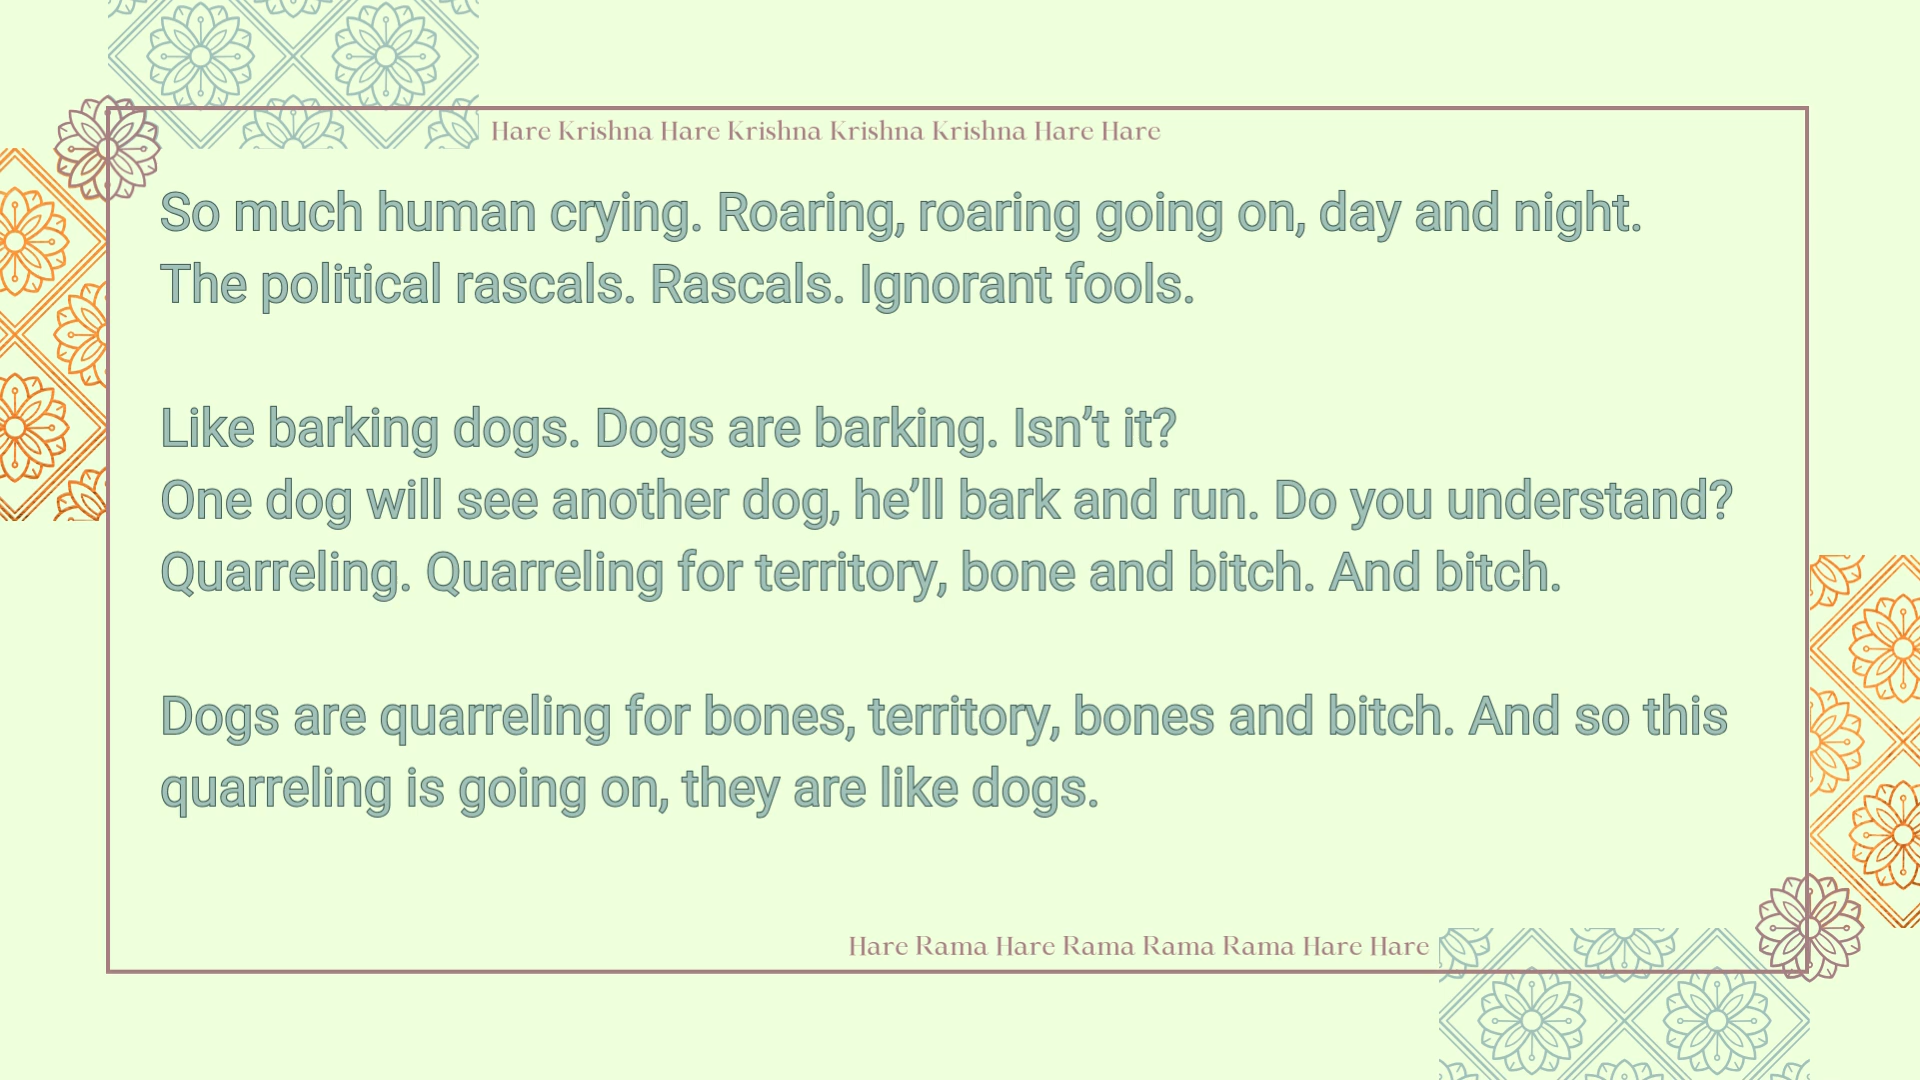 Hare Krishna Hare Krishna Krishna Krishna Hare Hare
So much human crying. Roaring, roaring going on, day and night.
The political rascals. Rascals. Ignorant fools.
Like barking dogs. Dogs are barking. Isn’t it?
One dog will see another dog, he’ll bark and run. Do you understand?
Quarreling. Quarreling for territory, bone and bitch. And bitch.
Dogs are quarreling for bones, territory, bones and bitch. And so this
quarreling is going on, they are like dogs.
Hare Rama Hare Rama Rama Rama Hare Hare